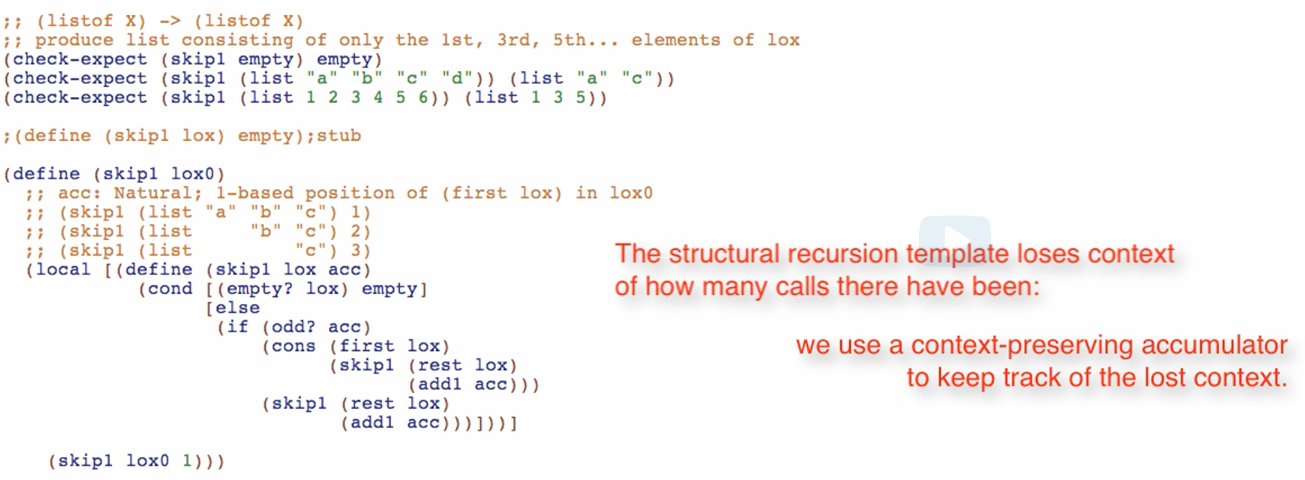 ;; (listof X) -> (listof X)
;; produce list consisting of only the 1st, 3rd, 5th... elements of lox
(check-expect (skip1 empty) empty)
(check-expect (skip1 (list "a" "b" "c" "d")) (list "a" "c"))
(check-expect (skip1 (list 1 2 3 4 5 6)) (list 1 3 5))
;(define (skip1 lox) empty);stub
(define (skip1 lox0)
;; acc: Natural; 1-based position of (first lox) in lox0
;; (skip1 (list "a" "b" "c") 1)
;; (skip1 (list     "b" "c") 2)
;; (skip1 (list         "c") 3)
(local [(define (skip1 lox acc)
(cond [(empty? lox) empty]
[else
(if (odd? acc)
(cons (first lox)
(skip1 (rest lox)
(add1 acc)))
(skip1 (rest lox)
(add1 acc)))]))]
(skip1 lox0 1)))
The structural recursion template loses context
of how many calls there have been:
we use a context-preserving accumulator
to keep track of the lost context.